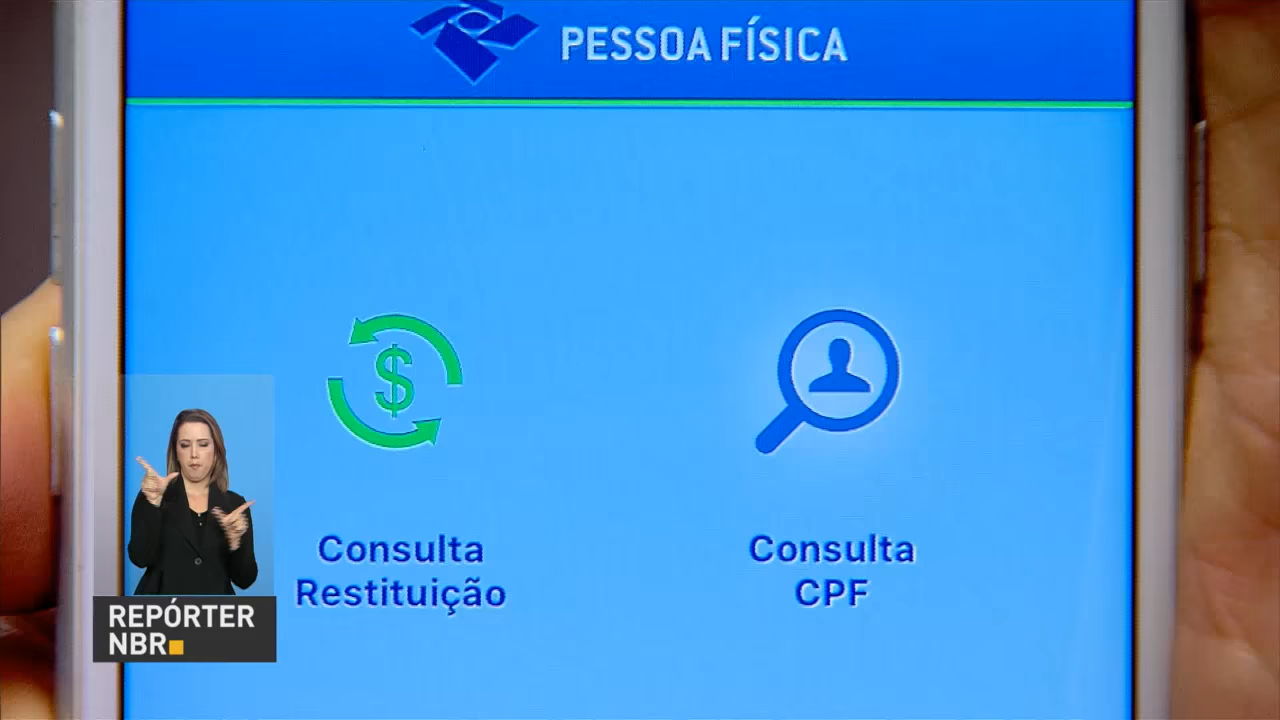 PESSOA FÍSICA
$
Consulta
Restituição
Consulta
CPF
REPÓRTER
NBR